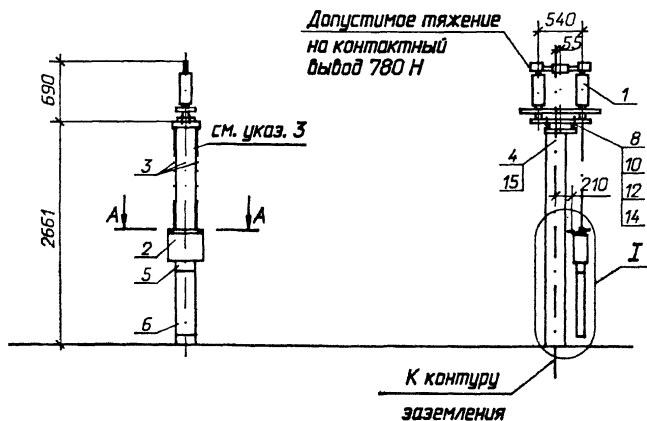 Допустимое тяжение
на контактный
вывод 780 Н
540
55
690
1
см. указ. 3
8
3
4
10
15
210
12
14
А
А
2661
2
5
I
6
К контуру
заземления